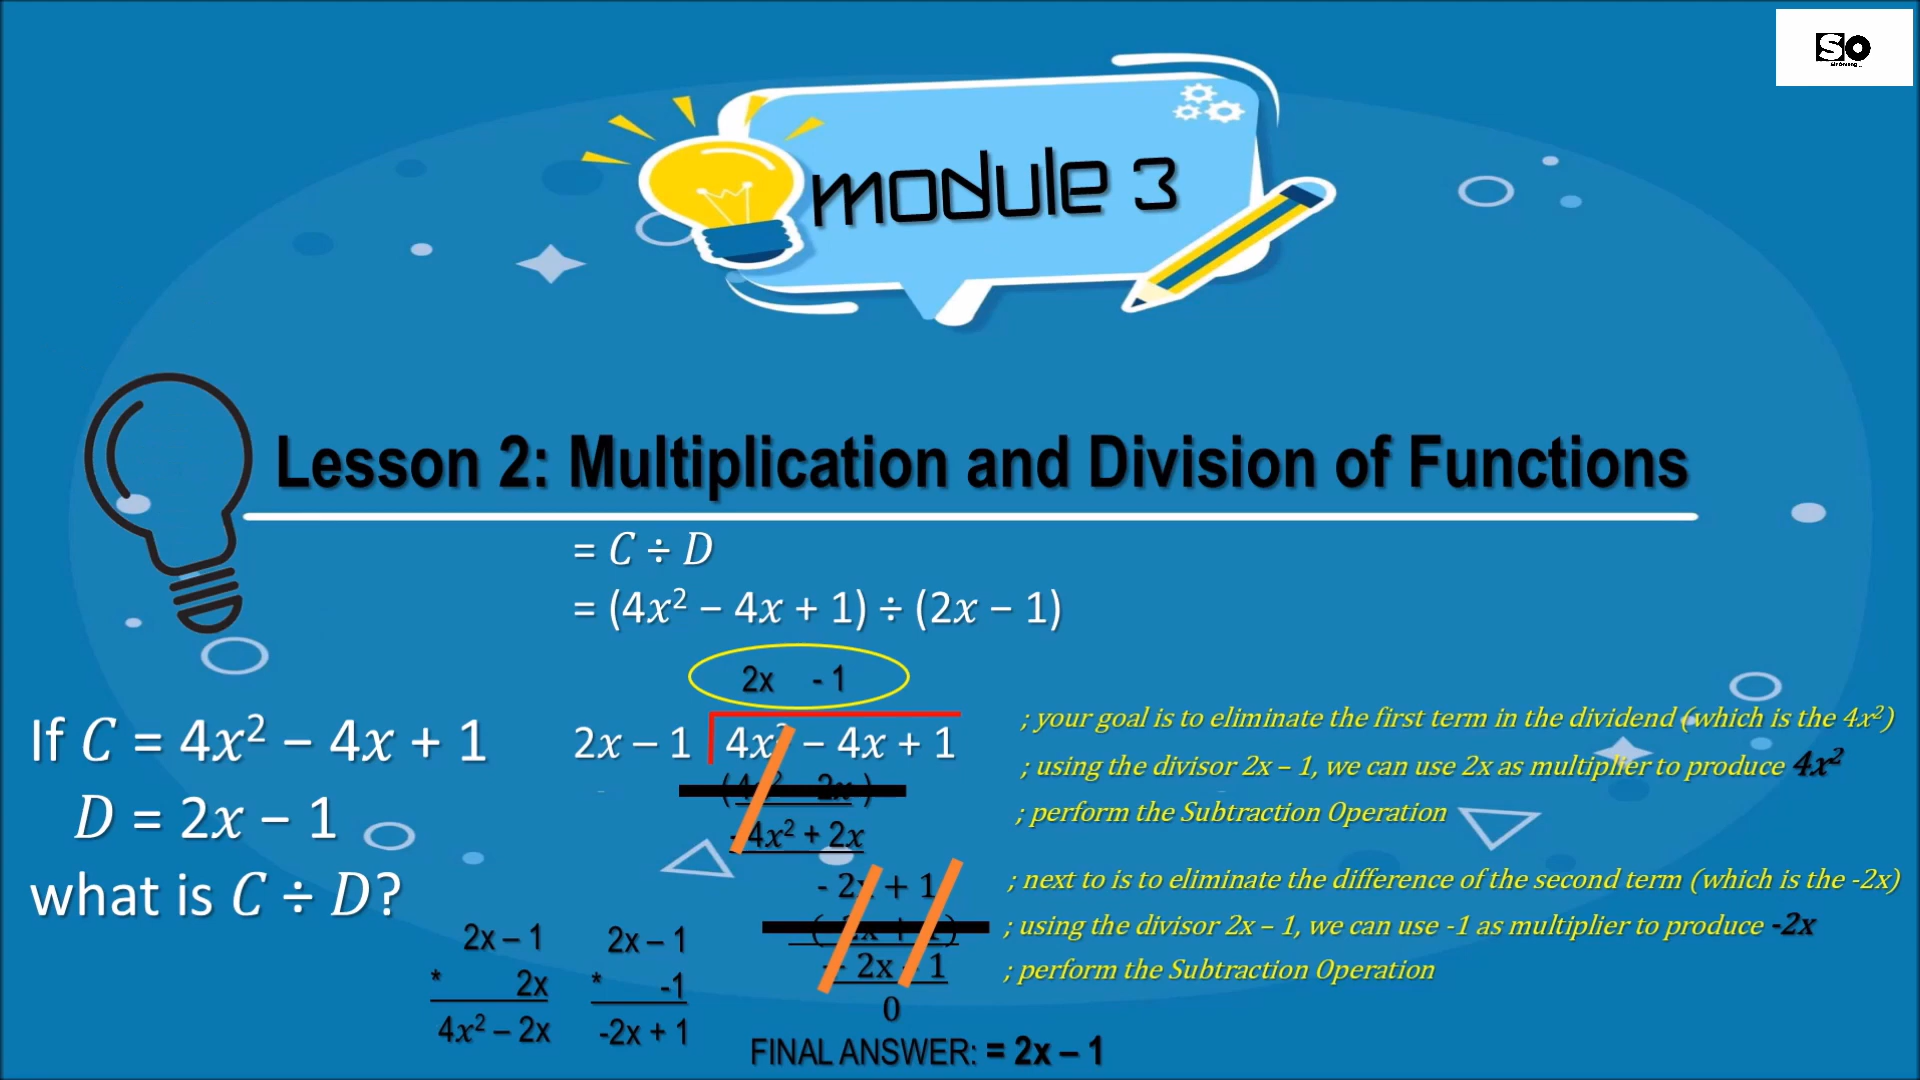 SO
module 3
Lesson 2: Multiplication and Division of Functions
= C ÷ D
= (4x² − 4x + 1) ÷ (2x − 1)
If C = 4x² − 4x + 1
D = 2x − 1
what is C ÷ D?
2x - 1
2x − 1 4x² − 4x + 1
(4x² − 2x )
- 4x² + 2x
- 2x + 1
(- 2x + 1)
+ 2x - 1
0
FINAL ANSWER: = 2x – 1
2x – 1
* 2x
4x² – 2x
2x – 1
* -1
-2x + 1
; your goal is to eliminate the first term in the dividend (which is the 4x²)
; using the divisor 2x – 1, we can use 2x as multiplier to produce 4x²
; perform the Subtraction Operation
; next to is to eliminate the difference of the second term (which is the -2x)
; using the divisor 2x – 1, we can use -1 as multiplier to produce -2x
; perform the Subtraction Operation